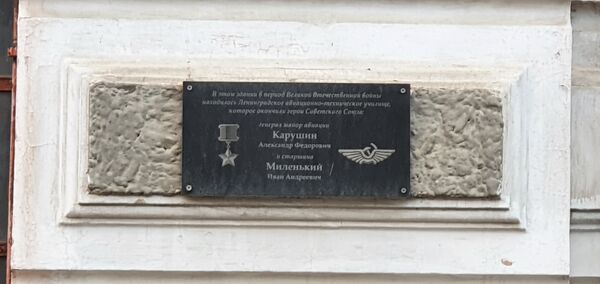 В этом здании в период Великой Отечественной войны
находилось Ленинградское авиационно-техническое училище,
которое окончили герои Советского Союза:
генерал майор авиации
Карушин
Александр Федорович
и старшина
Миленький
Иван Андреевич